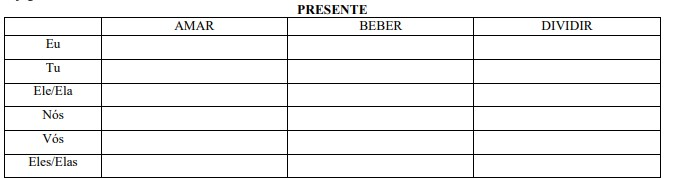 PRESENTE
AMAR BEBER DIVIDIR
Eu
Tu
Ele/Ela
Nós
Vós
Eles/Elas